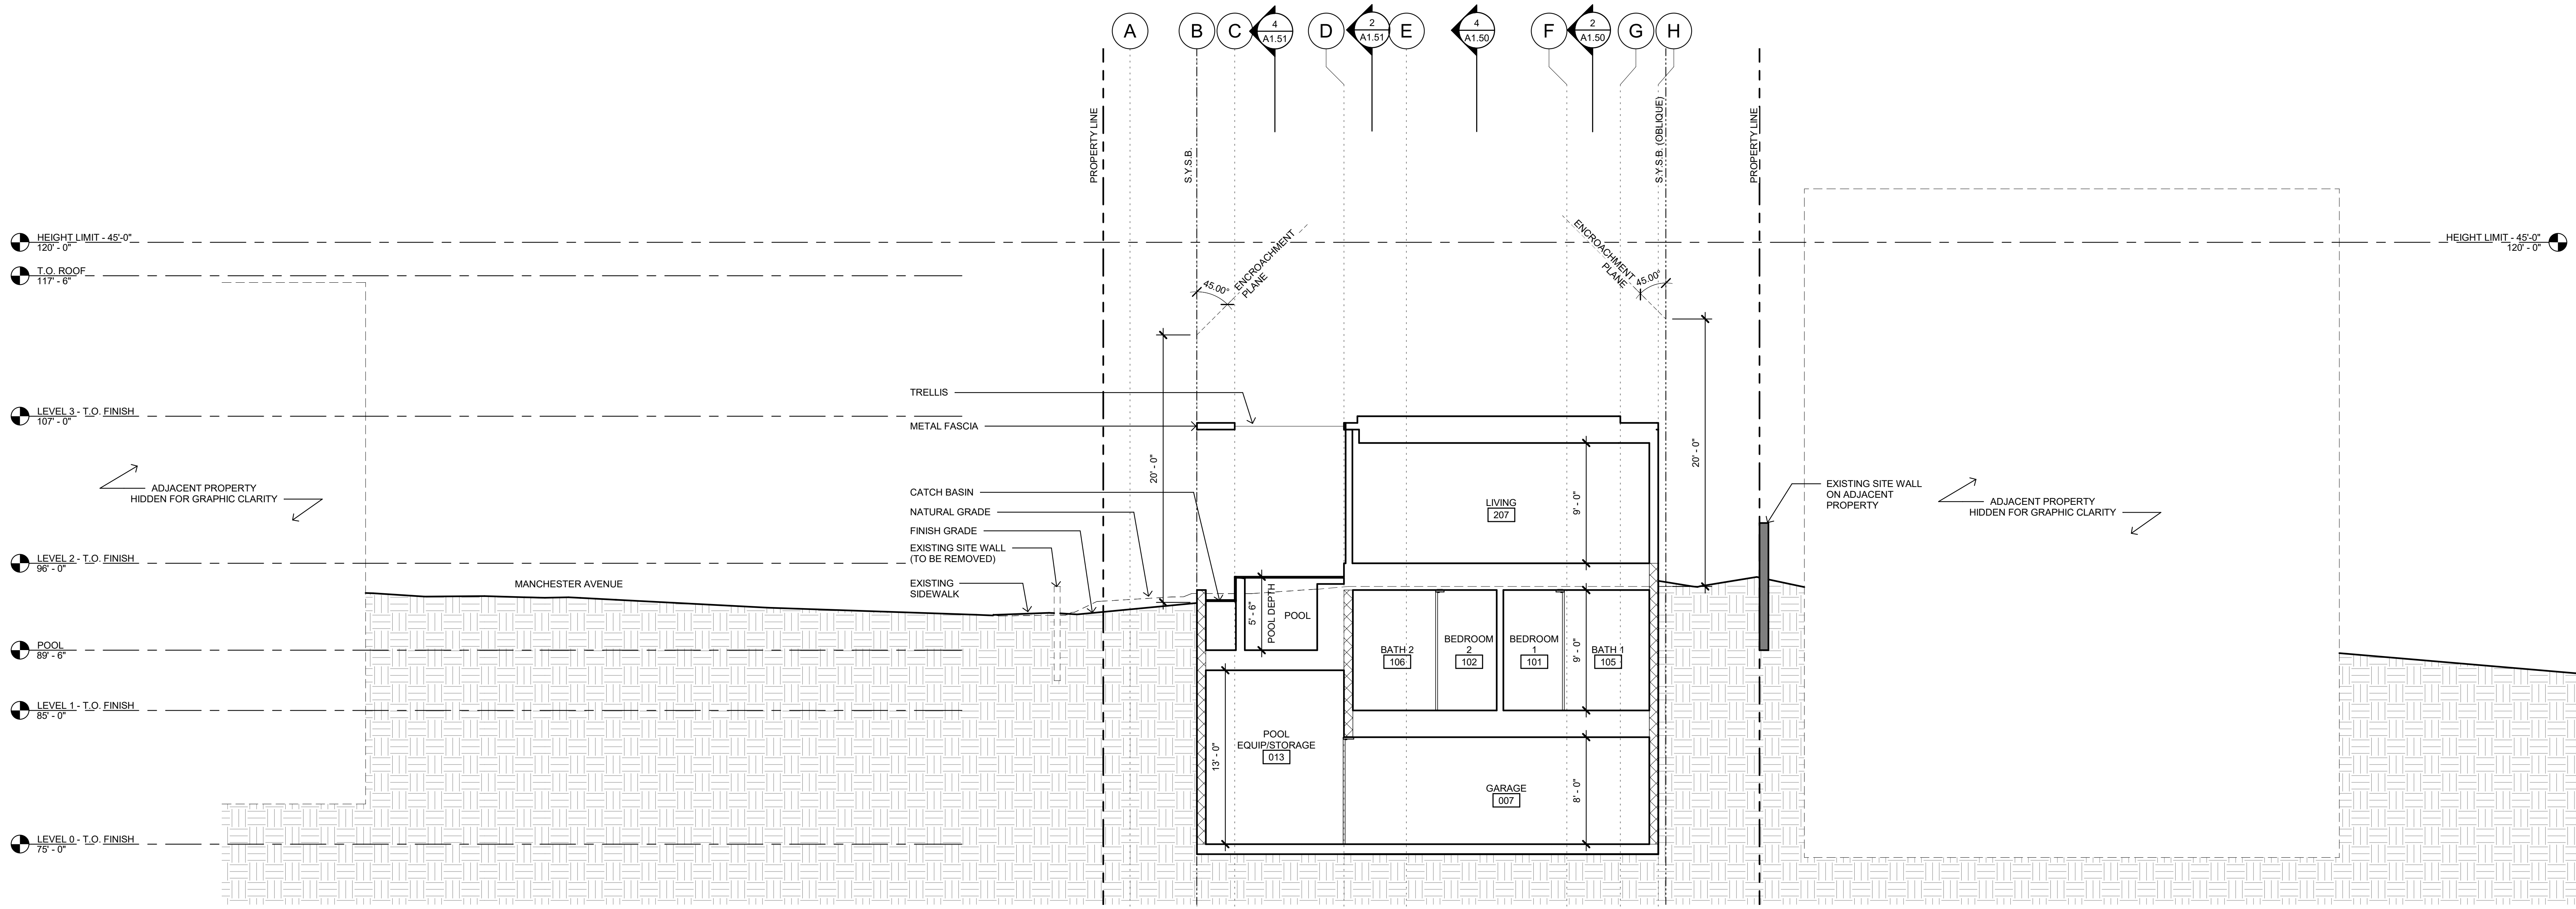 A
B
C
4
A1.51
D
2
A1.51
E
4
A1.50
F
2
A1.50
G
H
PROPERTY LINE
S.Y.S.B.
S.Y.S.B. (OBLIQUE)
PROPERTY LINE
HEIGHT LIMIT - 45'-0"
120' - 0"
HEIGHT LIMIT - 45'-0"
120' - 0"
T.O. ROOF
117' - 6"
45.00°
ENCROACHMENT
PLANE
ENCROACHMENT
PLANE
45.00°
TRELLIS
LEVEL 3 - T.O. FINISH
107' - 0"
METAL FASCIA
20' - 0"
20' - 0"
ADJACENT PROPERTY
HIDDEN FOR GRAPHIC CLARITY
CATCH BASIN
NATURAL GRADE
FINISH GRADE
EXISTING SITE WALL
(TO BE REMOVED)
EXISTING
SIDEWALK
LIVING
207
9' - 0"
EXISTING SITE WALL
ON ADJACENT
PROPERTY
ADJACENT PROPERTY
HIDDEN FOR GRAPHIC CLARITY
LEVEL 2 - T.O. FINISH
96' - 0"
MANCHESTER AVENUE
5' - 6"
POOL DEPTH
POOL
BATH 2
106
BEDROOM
2
102
BEDROOM
1
101
9' - 0"
BATH 1
105
POOL
89' - 6"
LEVEL 1 - T.O. FINISH
85' - 0"
13' - 0"
POOL
EQUIP/STORAGE
013
GARAGE
007
8' - 0"
LEVEL 0 - T.O. FINISH
75' - 0"